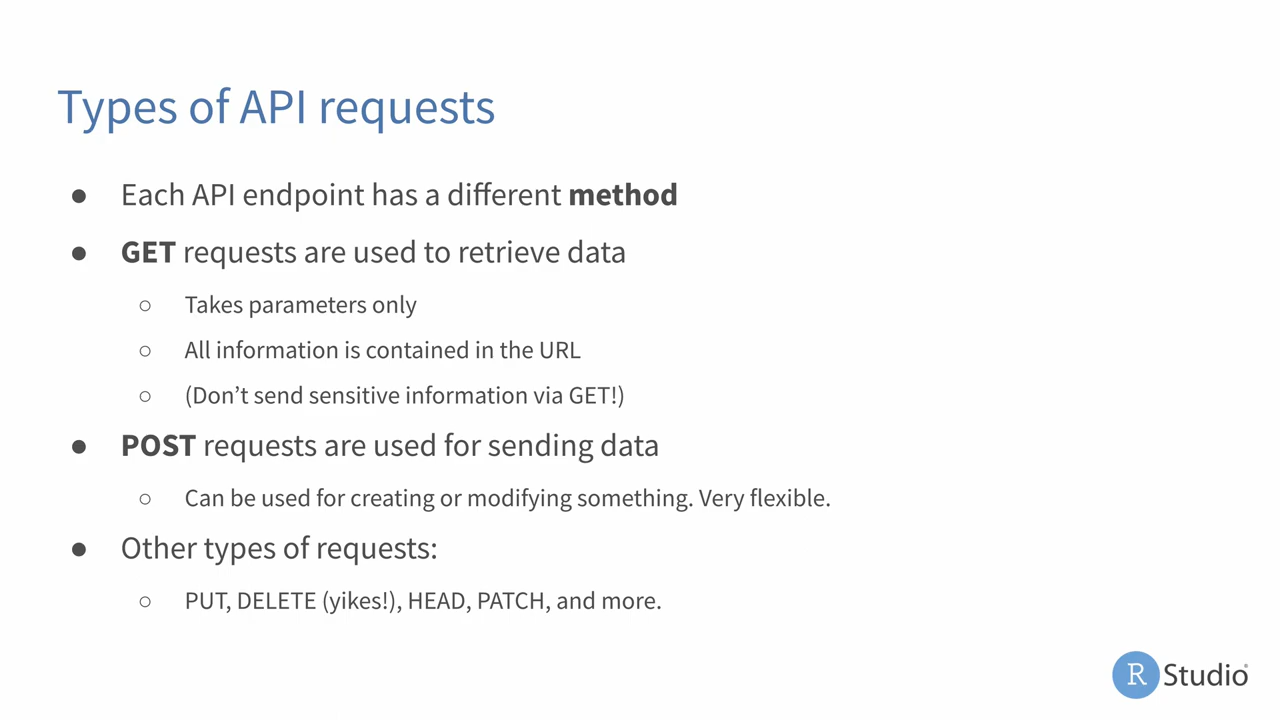 Types of API requests
● Each API endpoint has a different method
● GET requests are used to retrieve data
○ Takes parameters only
○ All information is contained in the URL
○ (Don’t send sensitive information via GET!)
● POST requests are used for sending data
○ Can be used for creating or modifying something. Very flexible.
● Other types of requests:
○ PUT, DELETE (yikes!), HEAD, PATCH, and more.
R Studio®